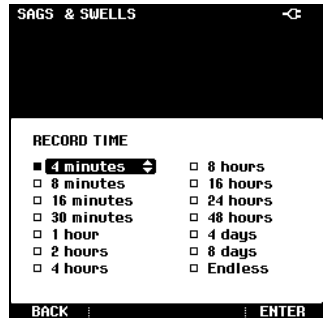 SAGS & SWELLS
RECORD TIME
4 minutes
8 minutes
16 minutes
30 minutes
1 hour
2 hours
4 hours
8 hours
16 hours
24 hours
48 hours
4 days
8 days
Endless
BACK
ENTER